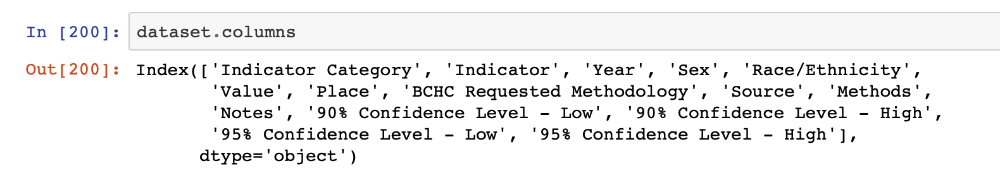 In [200]: dataset.columns
Out[200]: Index(['Indicator Category', 'Indicator', 'Year', 'Sex', 'Race/Ethnicity',
'Value', 'Place', 'BCHC Requested Methodology', 'Source', 'Methods',
'Notes', '90% Confidence Level - Low', '90% Confidence Level - High',
'95% Confidence Level - Low', '95% Confidence Level - High'],
dtype='object')